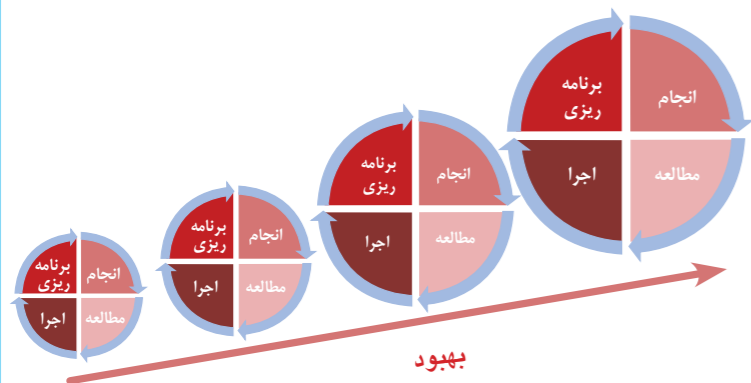 برنامه
ریزی
انجام
مطالعه
اجرا
برنامه
ریزی
انجام
مطالعه
اجرا
برنامه
ریزی
انجام
مطالعه
اجرا
برنامه
ریزی
انجام
مطالعه
اجرا
بهبود